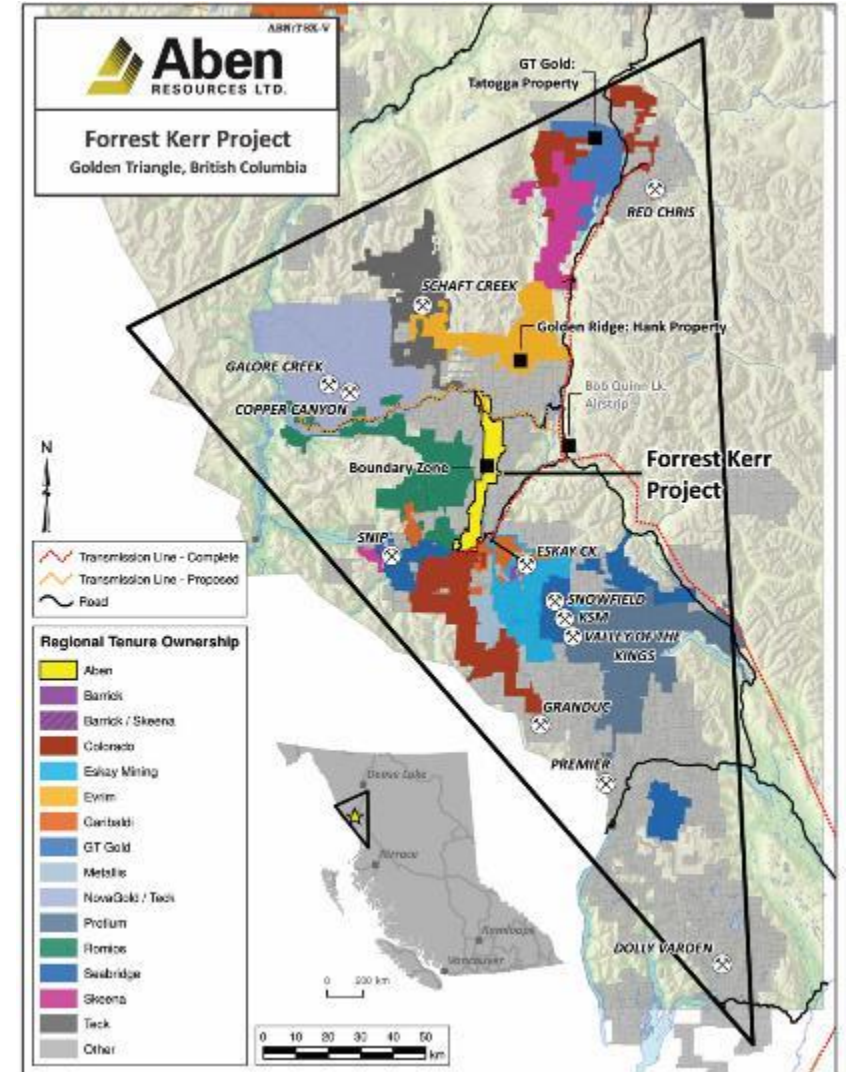 ABN:TSX-V
Aben
RESOURCES LTD.
Forrest Kerr Project
Golden Triangle, British Columbia
GT Gold:
Tatogga Property
RED CHRIS
SCHAFT CREEK
Golden Ridge: Hank Property
GALORE CREEK
COPPER CANYON
Bob Quinn Lk.
Airstrip
N
Boundary Zone
Forrest Kerr
Project
SNIP
ESKAY CK.
Transmission Line - Complete
Transmission Line - Proposed
Road
SNOWFIELD
KSM
VALLEY OF THE
KINGS
Regional Tenure Ownership
Aben
Barrick
Barrick / Skeena
Colorado
Eskay Mining
Evrim
Garibaldi
GT Gold
Metallis
NovaGold / Teck
Pretium
Romios
Seabridge
Skeena
Teck
Other
GRANDUC
PREMIER
Dease Lake
Terrace
Kamloops
Vancouver
0 200 km
DOLLY VARDEN
0 10 20 30 40 50
km